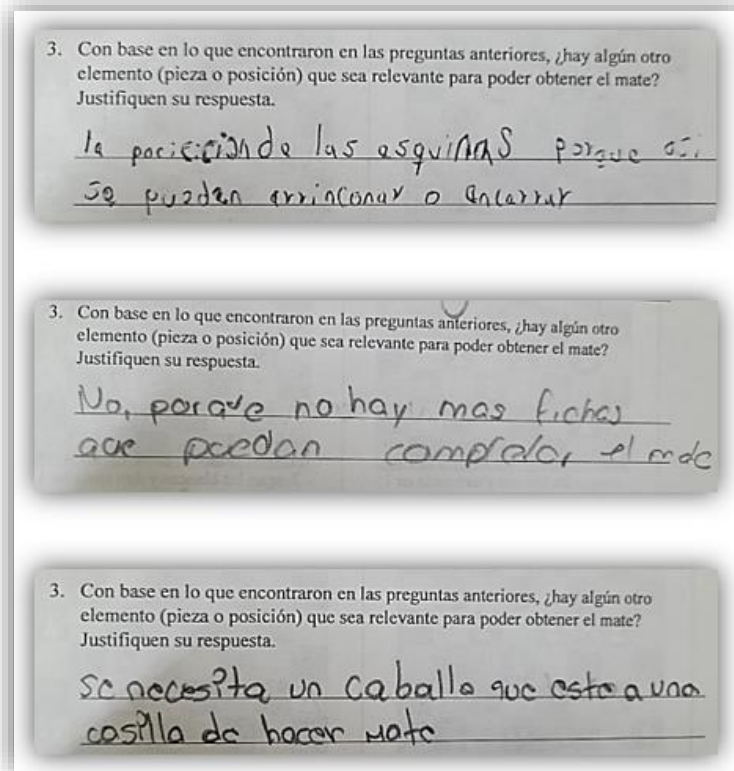 3. Con base en lo que encontraron en las preguntas anteriores, ¿hay algún otro
elemento (pieza o posición) que sea relevante para poder obtener el mate?
Justifiquen su respuesta.
la pocicciónde las esquinas porque asi
se pueden arrinconar o encarrar
3. Con base en lo que encontraron en las preguntas anteriores, ¿hay algún otro
elemento (pieza o posición) que sea relevante para poder obtener el mate?
Justifiquen su respuesta.
No, porque no hay mas fichas
que puedan completar el
3. Con base en lo que encontraron en las preguntas anteriores, ¿hay algún otro
elemento (pieza o posición) que sea relevante para poder obtener el mate?
Justifiquen su respuesta.
se necesita un caballo que este a una
casilla de hacer mate